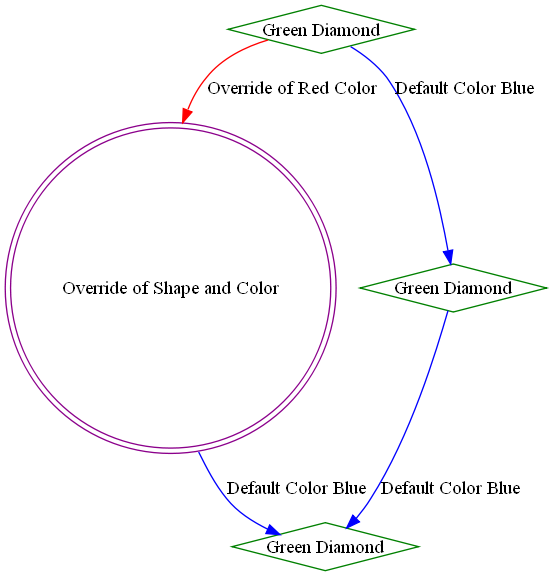 Green Diamond
Override of Red Color
Default Color Blue
Override of Shape and Color
Green Diamond
Default Color Blue
Default Color Blue
Green Diamond